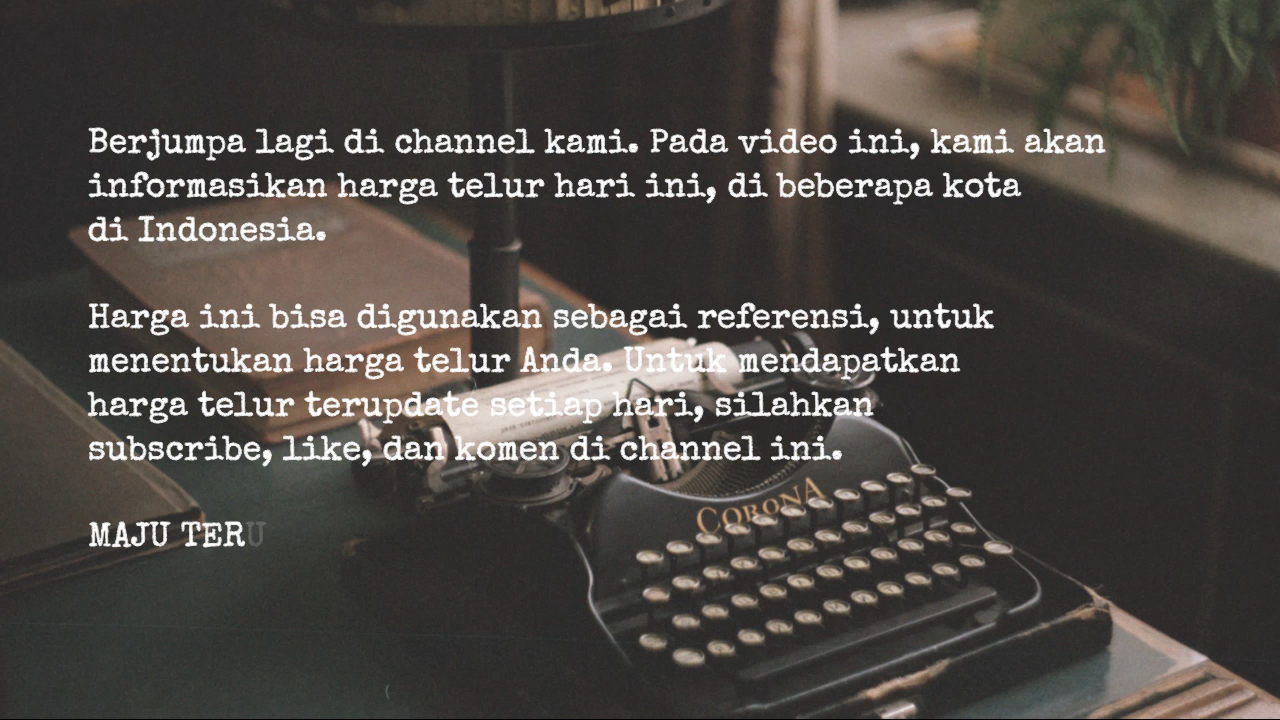 Berjumpa lagi di channel kami. Pada video ini, kami akan
informasikan harga telur hari ini, di beberapa kota
di Indonesia.
Harga ini bisa digunakan sebagai referensi, untuk
menentukan harga telur Anda. Untuk mendapatkan
harga telur terupdate setiap hari, silahkan
subscribe, like, dan komen di channel ini.
MAJU TERU
CORONA